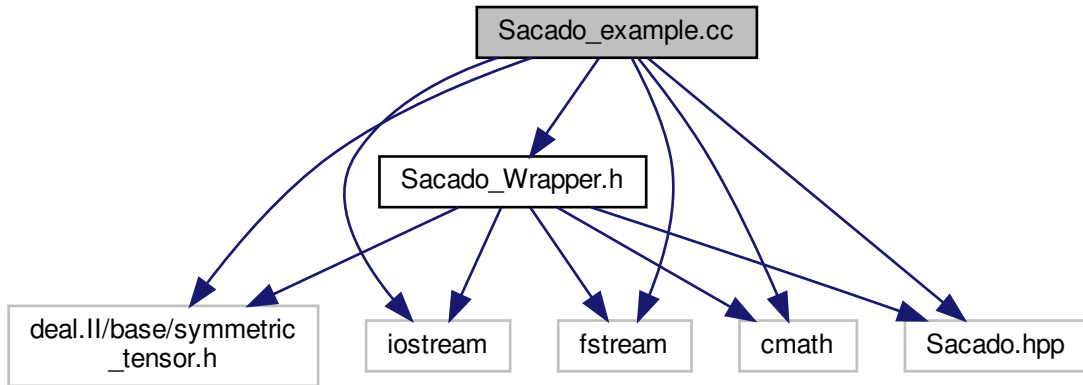 Sacado_example.cc
Sacado_Wrapper.h
deal.II/base/symmetric
_tensor.h
iostream
fstream
cmath
Sacado.hpp